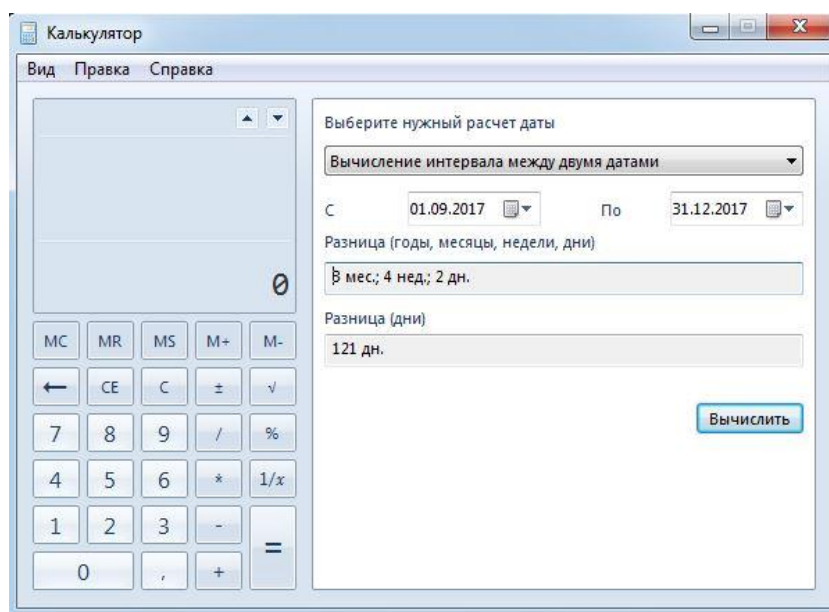 Калькулятор
Вид Правка Справка
0
MC MR MS M+ M-
← CE C ± √
7 8 9 / %
4 5 6 * 1/x
1 2 3 - =
0 , +
Выберите нужный расчет даты
Вычисление интервала между двумя датами
С 01.09.2017 По 31.12.2017
Разница (годы, месяцы, недели, дни)
3 мес.; 4 нед.; 2 дн.
Разница (дни)
121 дн.
Вычислить